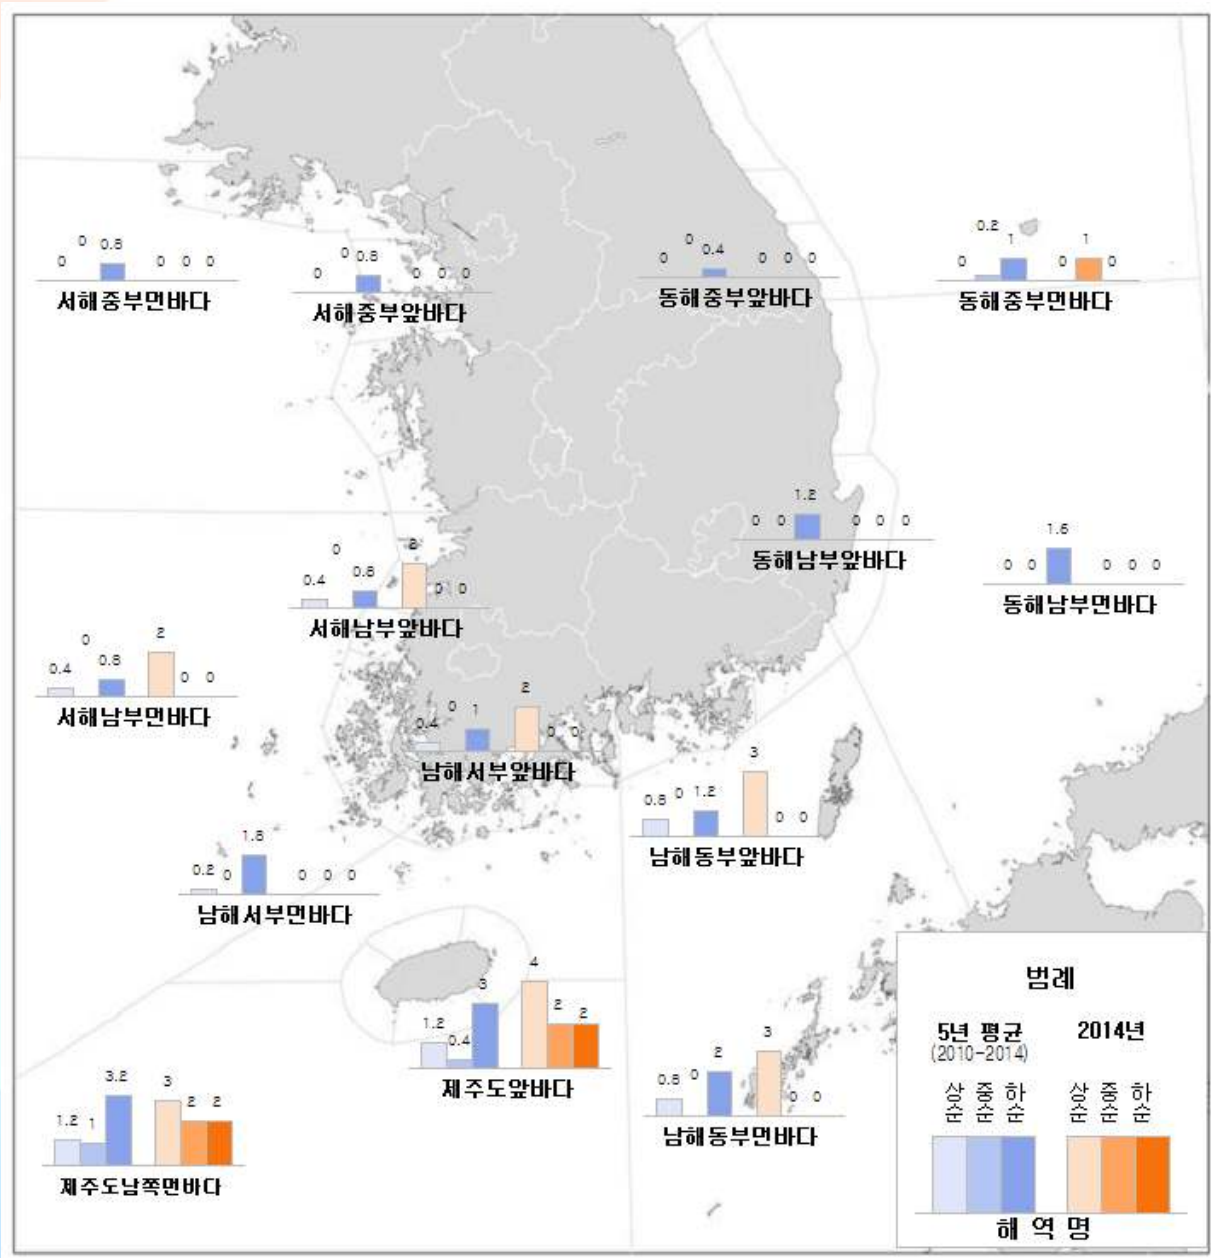 0 0 0.8 0 0 0
서해중부먼바다
0 0 0.8 0 0 0
서해중부앞바다
0 0 0.4 0 0 0
동해중부앞바다
0 0.2 1 0 1 0
동해중부먼바다
0 0 1.2 0 0 0
동해남부앞바다
0 0 1.6 0 0 0
동해남부먼바다
0.4 0 0.8 2 0 0
서해남부앞바다
0.4 0 0.8 2 0 0
서해남부먼바다
0.4 0 1 2 0 0
남해서부앞바다
0.8 0 1.2 3 0 0
남해동부앞바다
0.2 0 1.8 0 0 0
남해서부먼바다
1.2 0.4 3 4 2 2
제주도앞바다
0.8 0 2 3 0 0
남해동부먼바다
1.2 1 3.2 3 2 2
제주도남쪽먼바다
범례
5년 평균 2014년
(2010-2014)
상순 중순 하순 상순 중순 하순
해 역 명